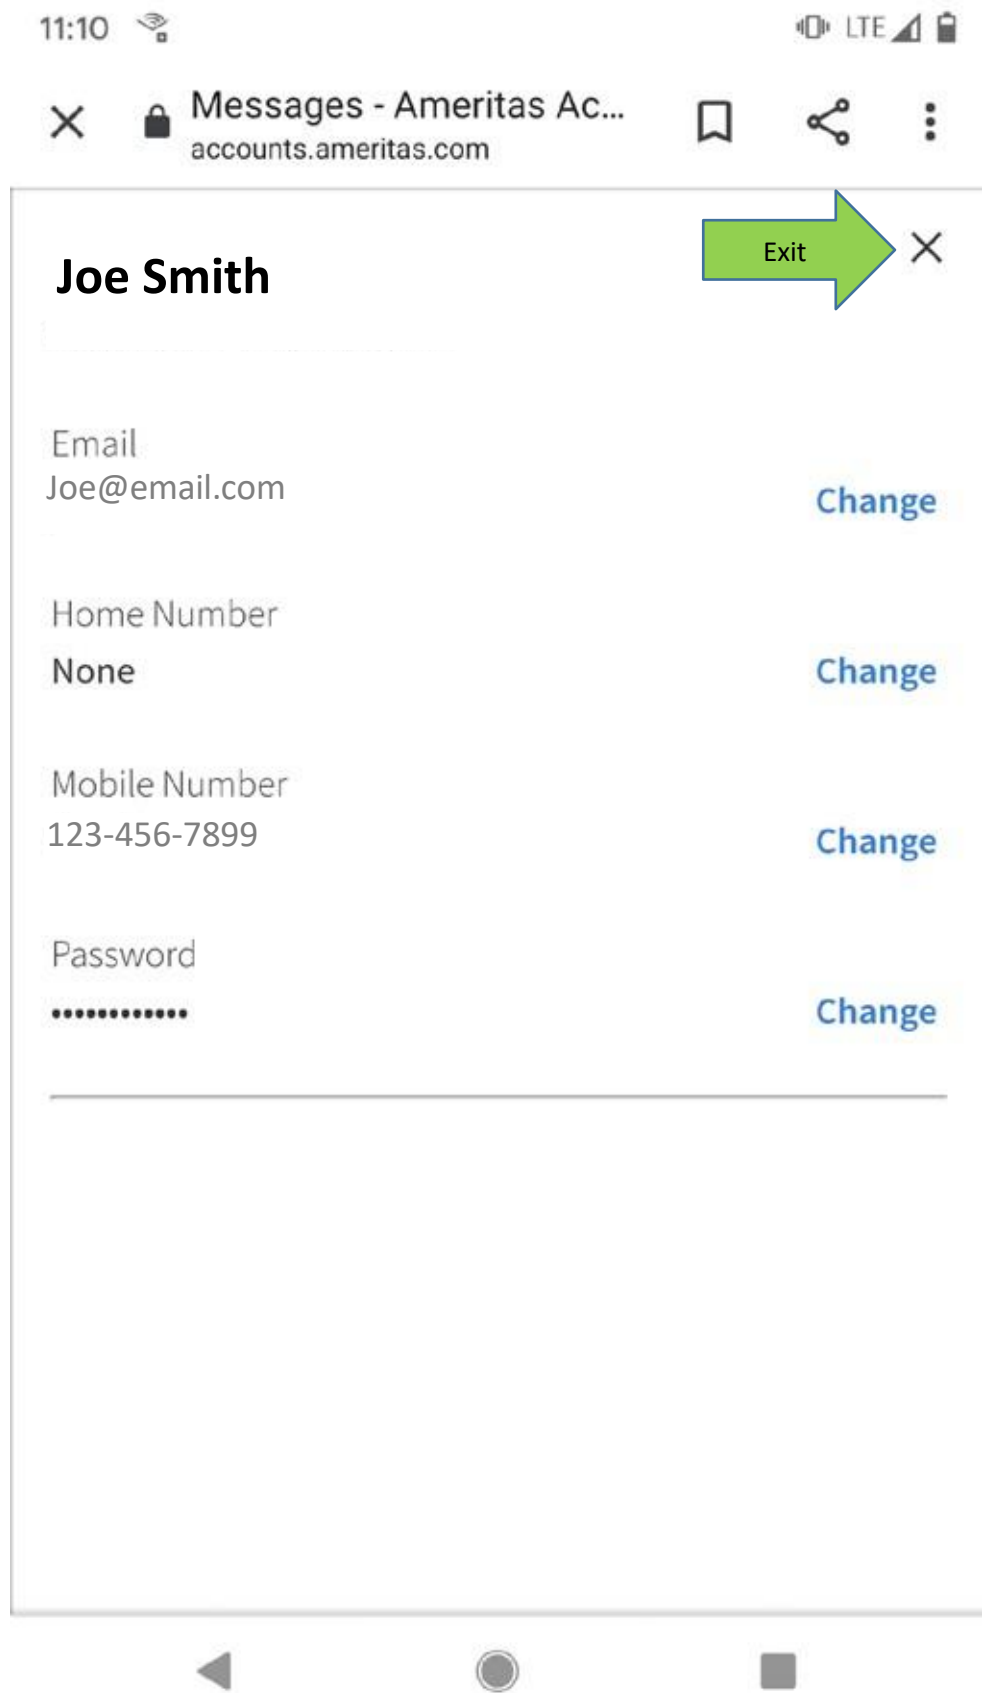 11:10
LTE
Messages - Ameritas Ac...
accounts.ameritas.com
Exit
Joe Smith
Email
Joe@email.com
Change
Home Number
None
Change
Mobile Number
123-456-7899
Change
Password
••••••••••••
Change